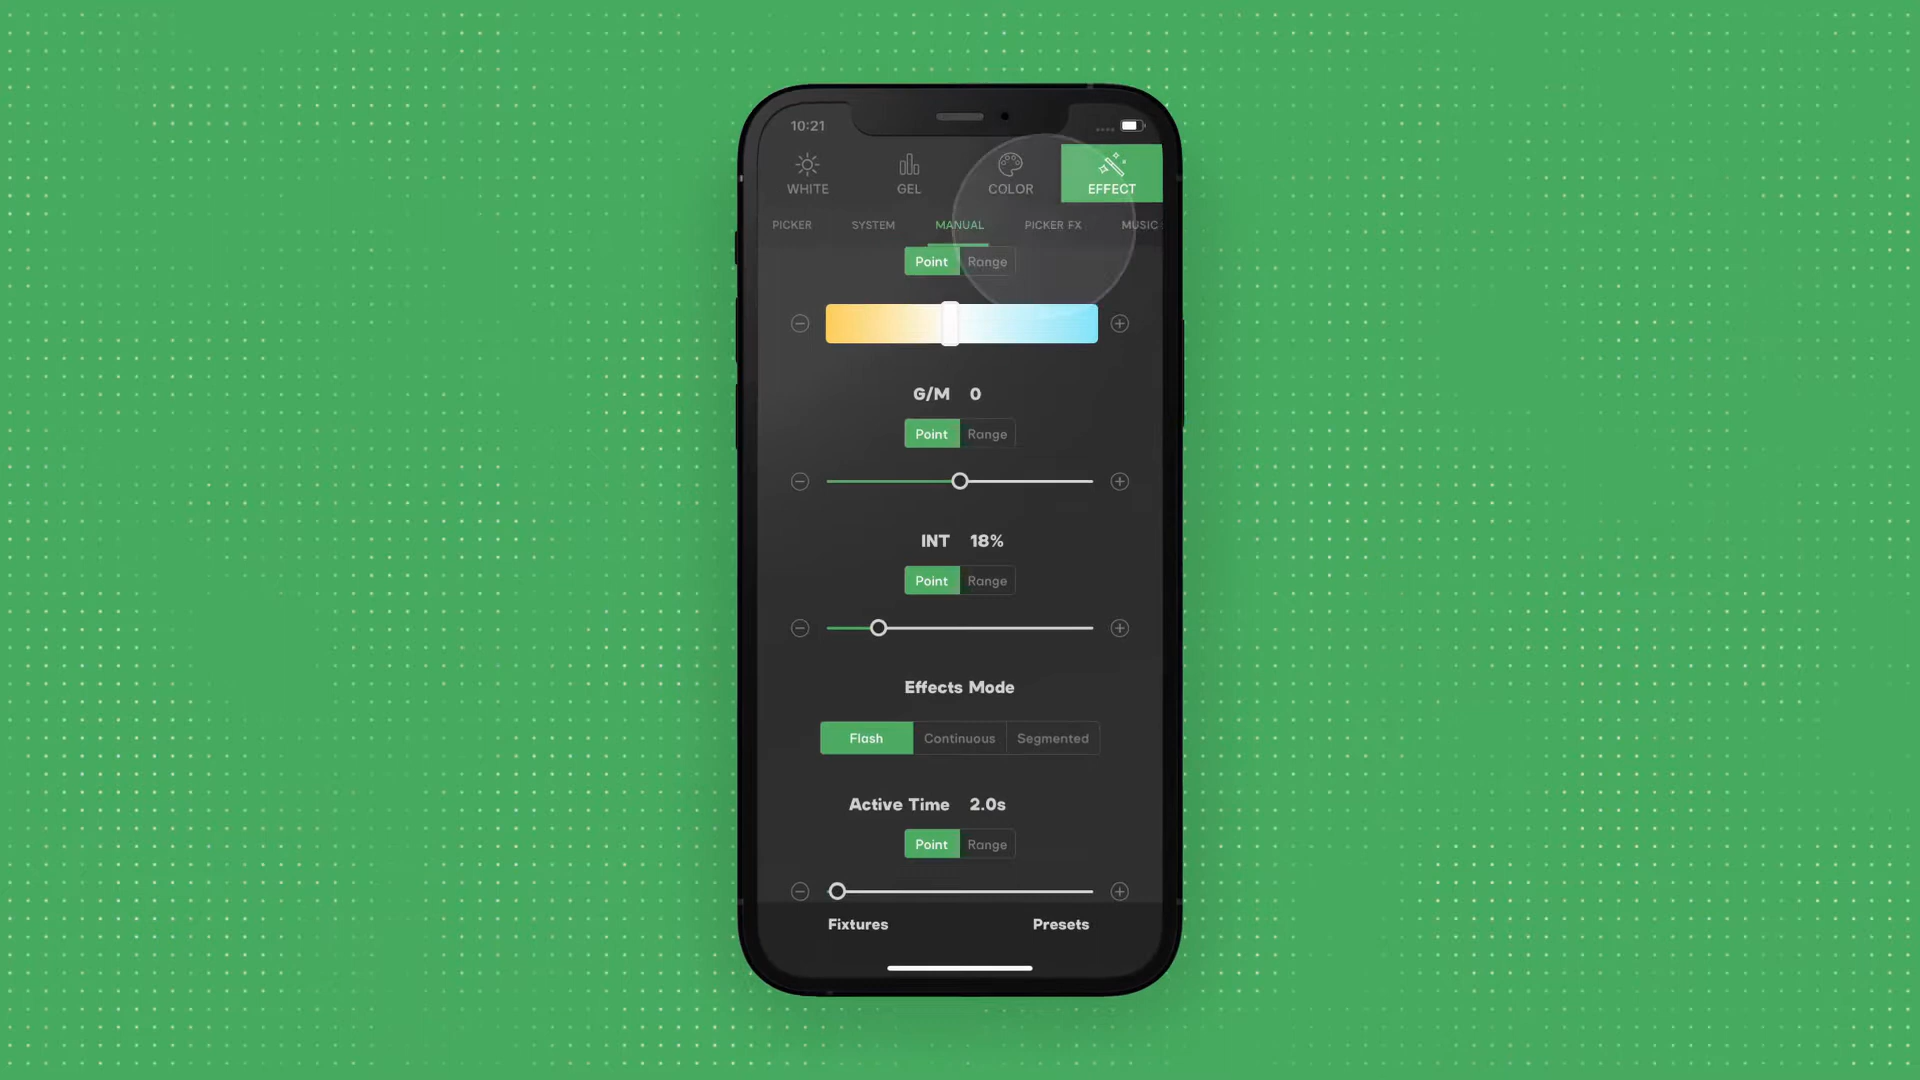 10:21
WHITE GEL COLOR EFFECT
PICKER SYSTEM MANUAL PICKER FX MUSIC
Point Range
G/M 0
Point Range
INT 18%
Point Range
Effects Mode
Flash Continuous Segmented
Active Time 2.0s
Point Range
Fixtures Presets